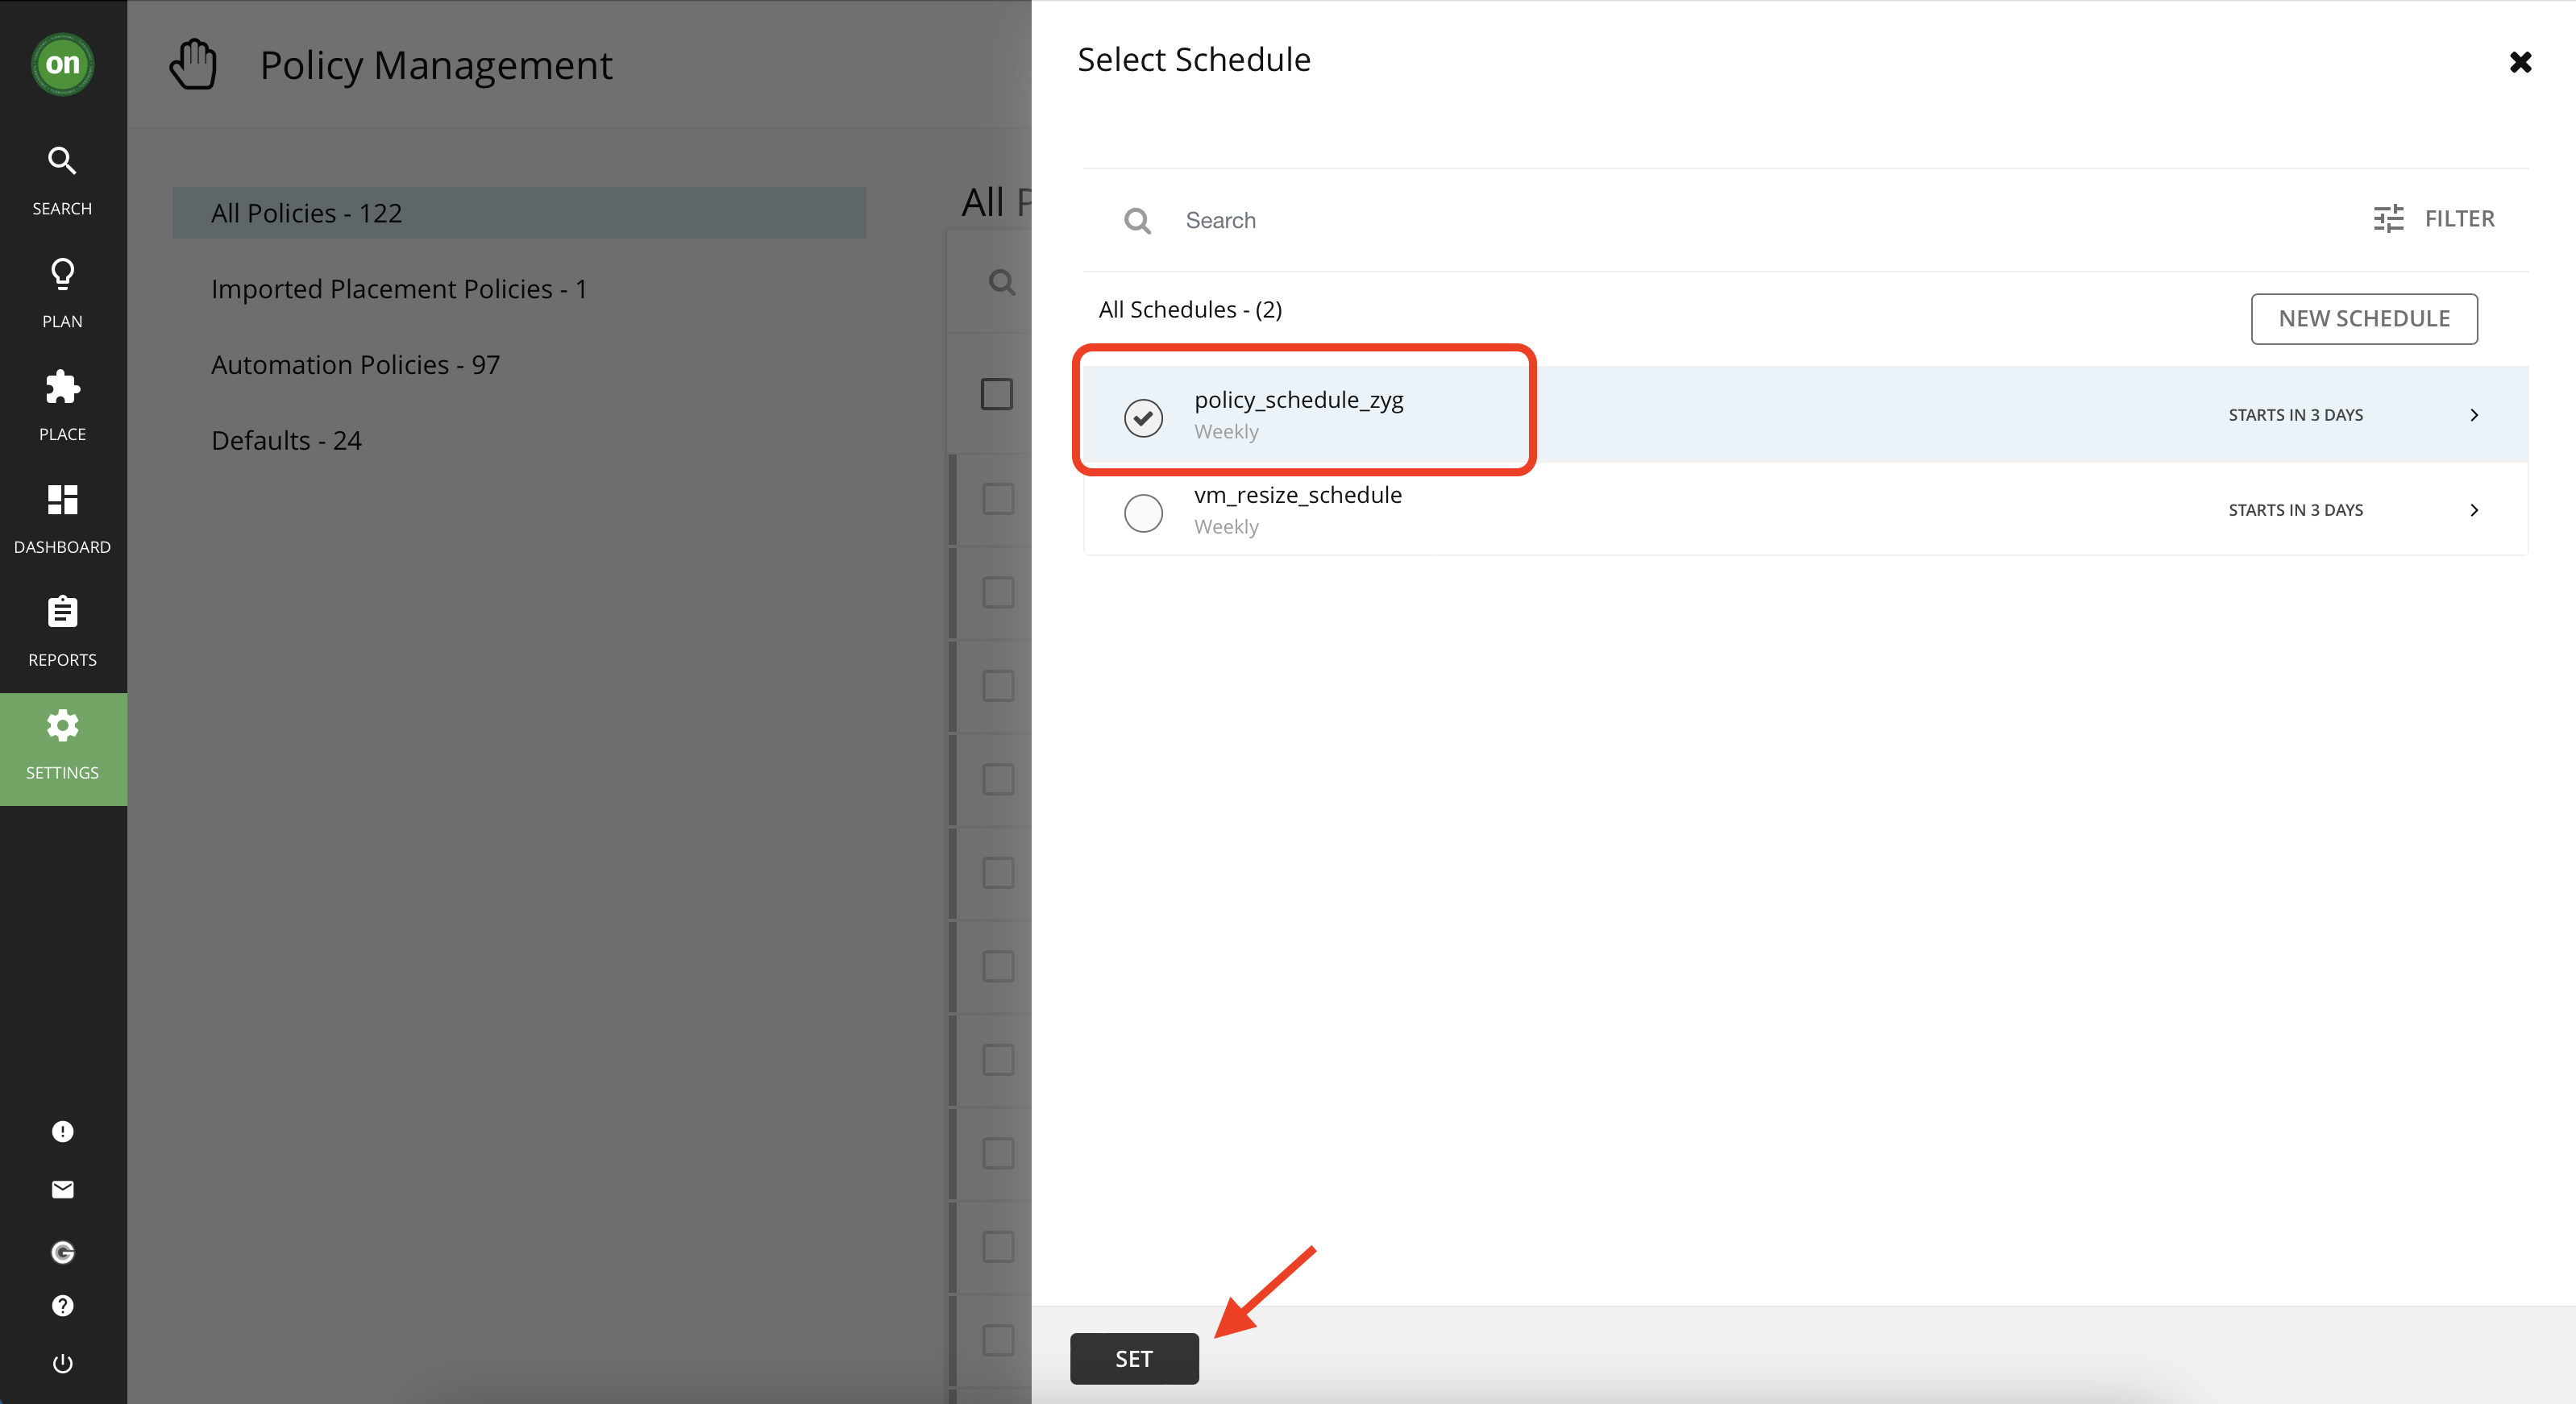 on
SEARCH
PLAN
PLACE
DASHBOARD
REPORTS
SETTINGS
Policy Management
All Policies - 122
Imported Placement Policies - 1
Automation Policies - 97
Defaults - 24
All P
Select Schedule
Search
FILTER
All Schedules - (2)
NEW SCHEDULE
policy_schedule_zyg
Weekly
STARTS IN 3 DAYS
vm_resize_schedule
Weekly
STARTS IN 3 DAYS
SET